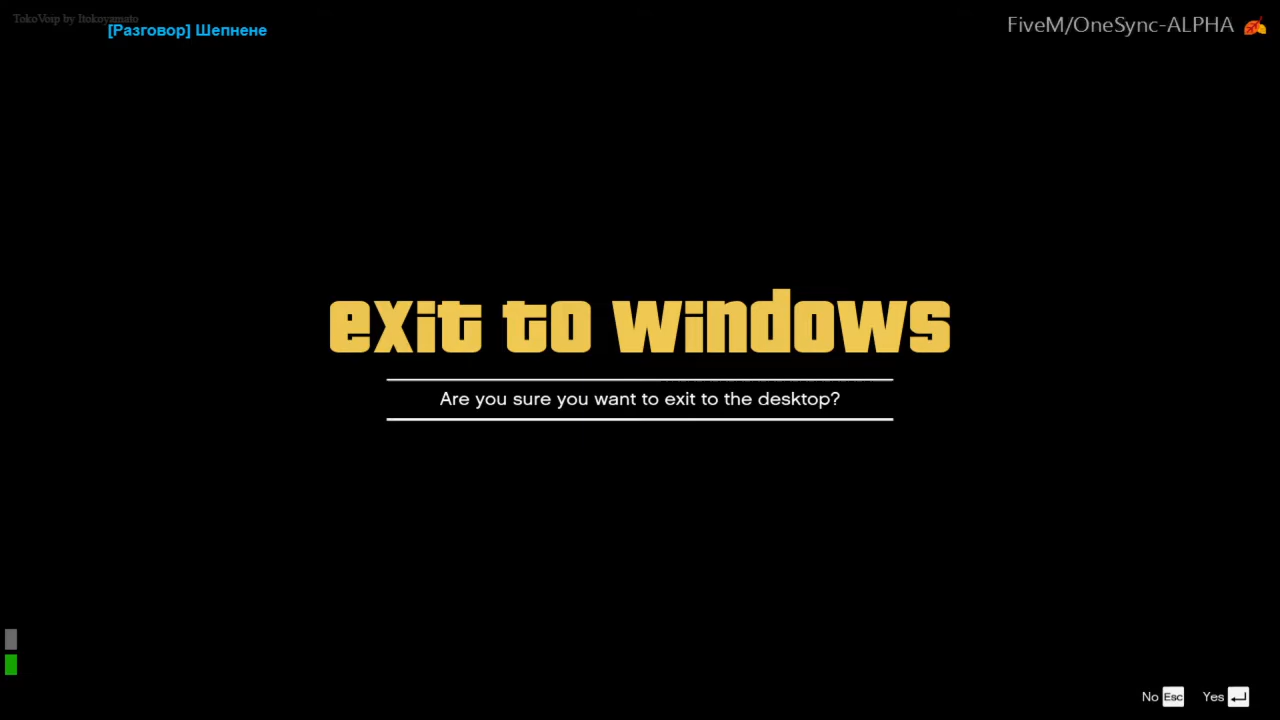 TokoVoip by Itokoyamato
[Разговор] Шепнене
FiveM/OneSync-ALPHA
exit to windows
Are you sure you want to exit to the desktop?
No Esc Yes